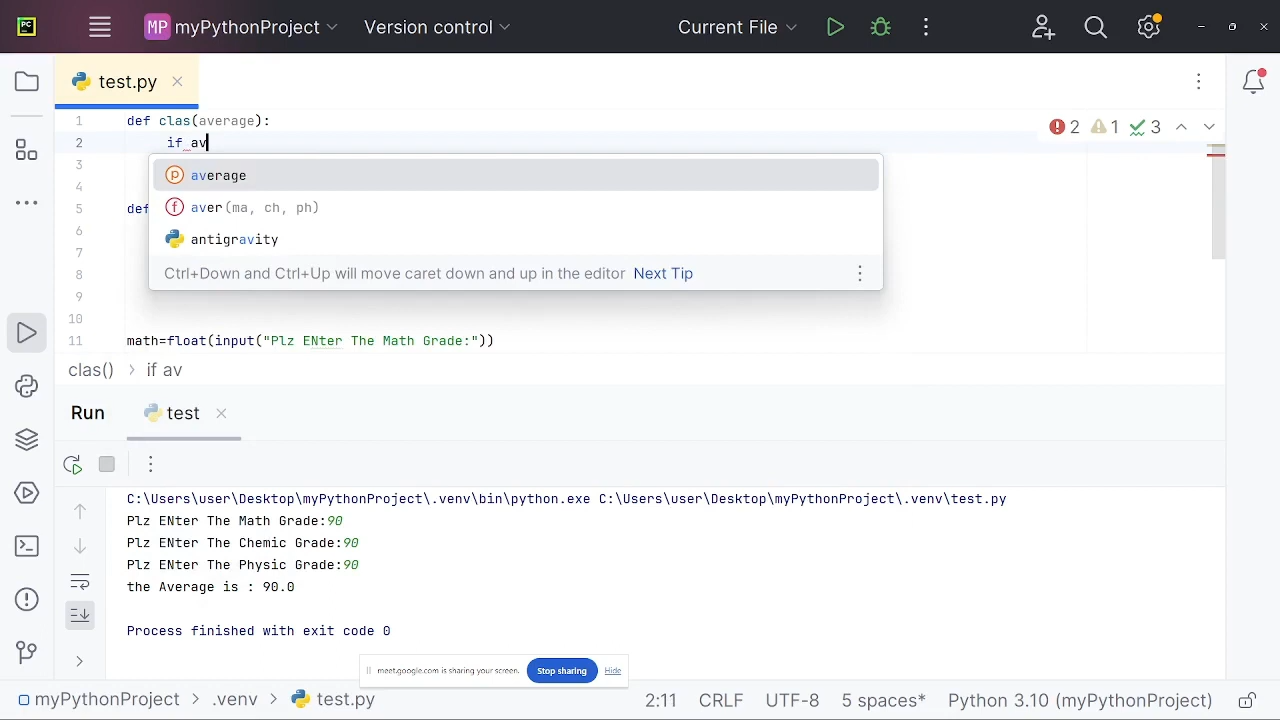 PC
MP myPythonProject Version control Current File
test.py
1 def clas(average):
2 1 3
2 if av
3
average
4
aver(ma, ch, ph)
5 def
6
antigravity
7
8 Ctrl+Down and Ctrl+Up will move caret down and up in the editor Next Tip
9
10
11 math=float(input("Plz ENter The Math Grade:"))
clas() › if av
Run test
C:\Users\user\Desktop\myPythonProject\.venv\bin\python.exe C:\Users\user\Desktop\myPythonProject\.venv\test.py
Plz ENter The Math Grade:90
Plz ENter The Chemic Grade:90
Plz ENter The Physic Grade:90
the Average is : 90.0
Process finished with exit code 0
meet.google.com is sharing your screen. Stop sharing Hide
myPythonProject › .venv › test.py 2:11 CRLF UTF-8 5 spaces* Python 3.10 (myPythonProject)